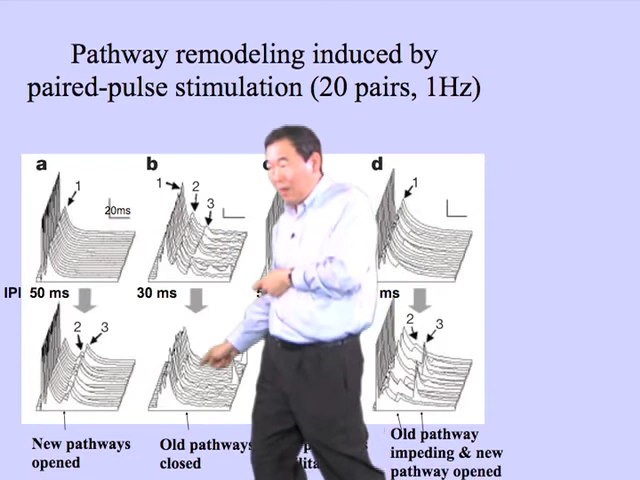 Pathway remodeling induced by
paired-pulse stimulation (20 pairs, 1Hz)
a
b
d
1
20ms
1
2
3
1
IPI
50 ms
30 ms
ms
2
3
2
3
New pathways
opened
Old pathways
closed
Old pathway
impeding & new
pathway opened